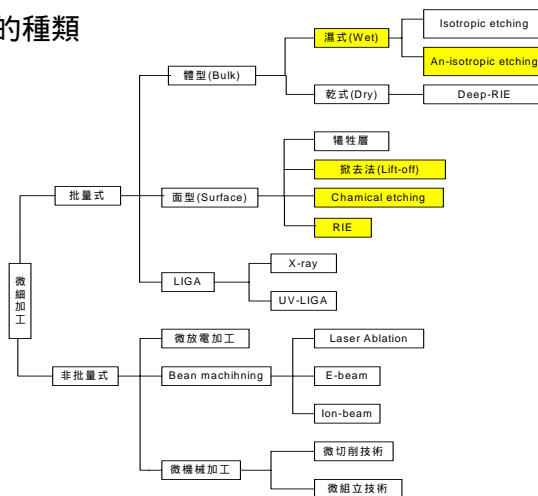 的種類
Isotropic etching
濕式(Wet)
An-isotropic etching
體型(Bulk)
乾式(Dry)
Deep-RIE
犧牲層
掀去法(Lift-off)
批量式
面型(Surface)
Chamical etching
RIE
X-ray
LIGA
UV-LIGA
微細加工
微放電加工
Laser Ablation
非批量式
Bean machihning
E-beam
Ion-beam
微切削技術
微機械加工
微組立技術